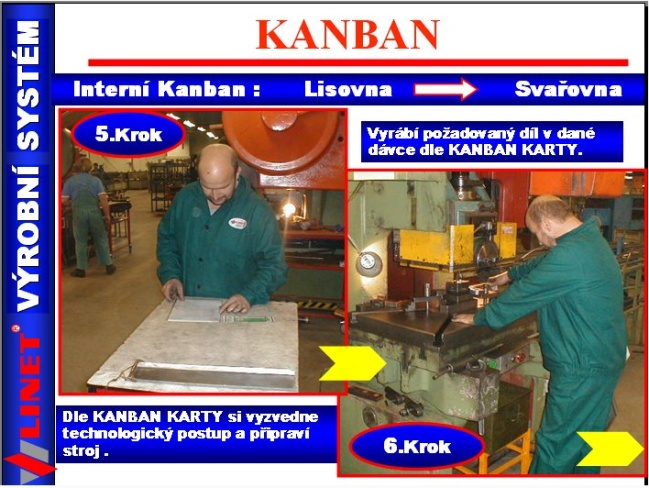 KANBAN
Interní Kanban : Lisovna Svařovna
5.Krok
Vyrábí požadovaný díl v dané
dávce dle KANBAN KARTY.
Dle KANBAN KARTY si vyzvedne
technologický postup a připraví
stroj .
6.Krok
LINET® VÝROBNÍ SYSTÉM